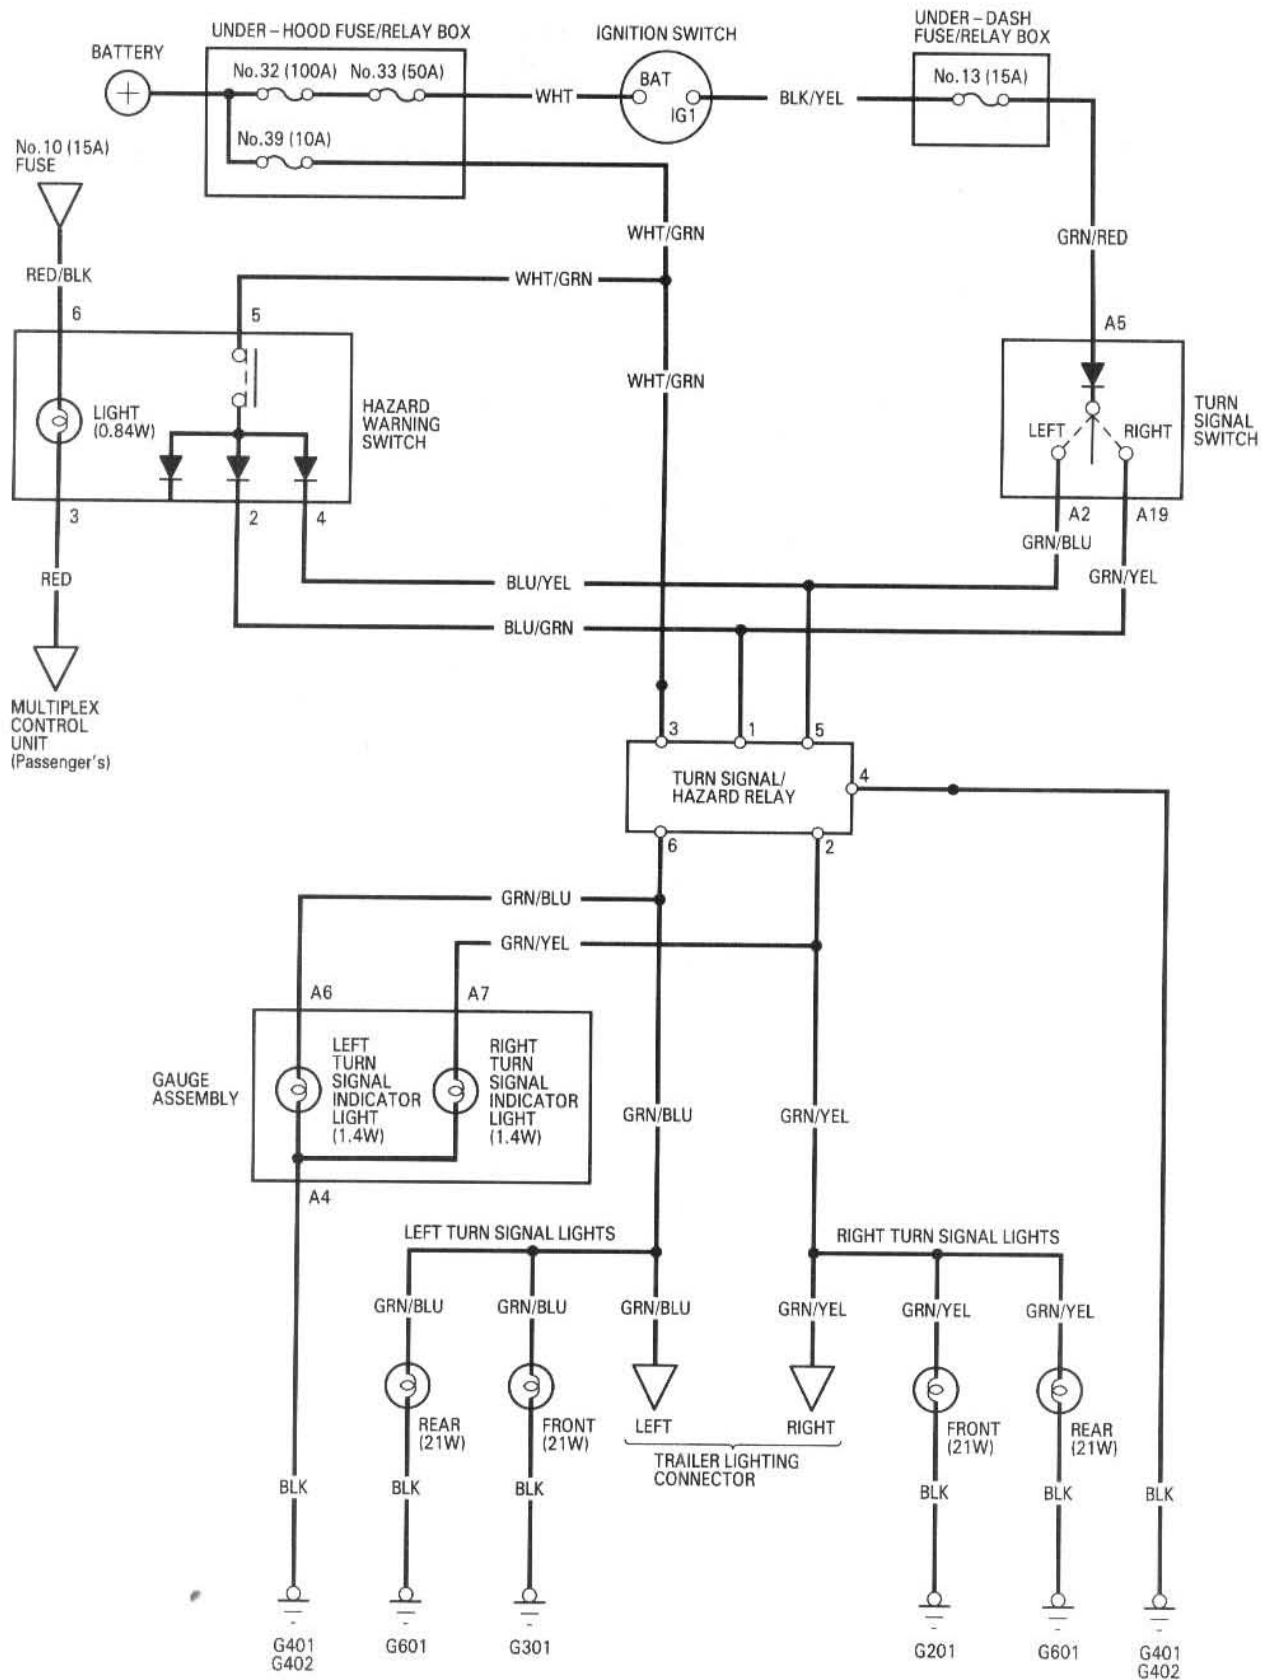 UNDER–DASH
FUSE/RELAY BOX
UNDER–HOOD FUSE/RELAY BOX
IGNITION SWITCH
BATTERY
No.32 (100A) No.33 (50A)
BAT
No.13 (15A)
WHT
BLK/YEL
IG1
No.39 (10A)
No.10 (15A)
FUSE
WHT/GRN
GRN/RED
RED/BLK
WHT/GRN
6
5
A5
WHT/GRN
LIGHT
(0.84W)
HAZARD
WARNING
SWITCH
TURN
SIGNAL
SWITCH
LEFT
RIGHT
3
2
4
A2
A19
GRN/BLU
RED
BLU/YEL
GRN/YEL
BLU/GRN
MULTIPLEX
CONTROL
UNIT
(Passenger's)
3
1
5
TURN SIGNAL/
HAZARD RELAY
4
6
2
GRN/BLU
GRN/YEL
A6
A7
GAUGE
ASSEMBLY
LEFT
TURN
SIGNAL
INDICATOR
LIGHT
(1.4W)
RIGHT
TURN
SIGNAL
INDICATOR
LIGHT
(1.4W)
GRN/BLU
GRN/YEL
A4
LEFT TURN SIGNAL LIGHTS
RIGHT TURN SIGNAL LIGHTS
GRN/BLU
GRN/BLU
GRN/BLU
GRN/YEL
GRN/YEL
GRN/YEL
REAR
(21W)
FRONT
(21W)
LEFT
RIGHT
FRONT
(21W)
REAR
(21W)
TRAILER LIGHTING
CONNECTOR
BLK
BLK
BLK
BLK
BLK
BLK
G401
G402
G601
G301
G201
G601
G401
G402